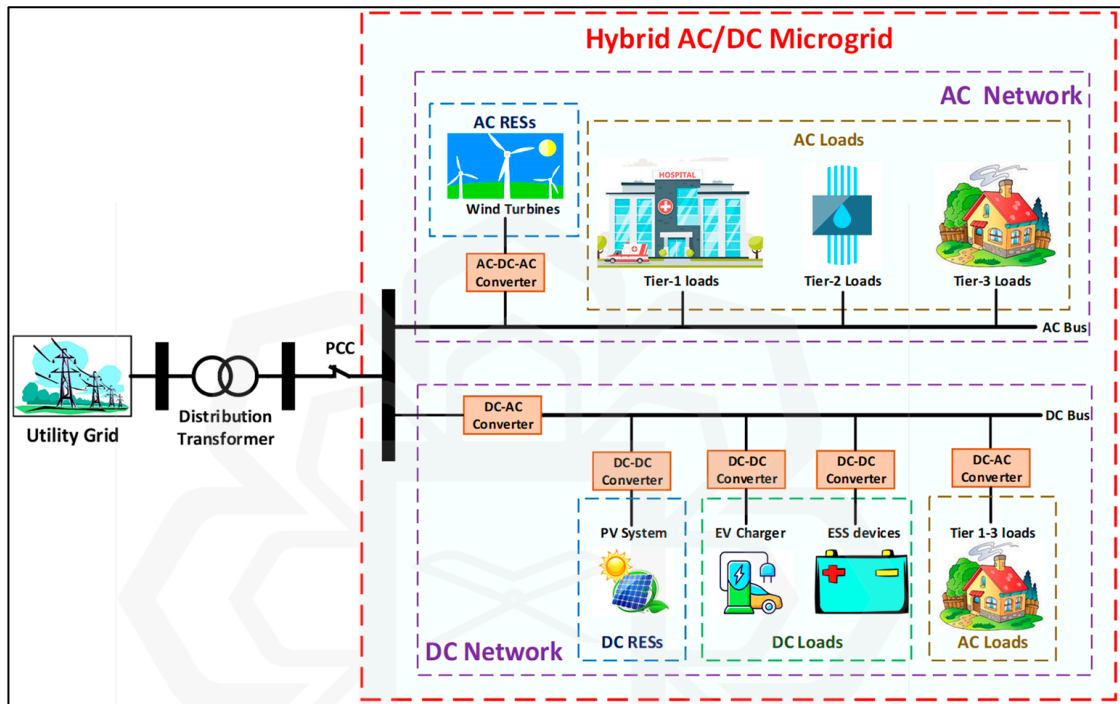 Hybrid AC/DC Microgrid
AC Network
AC RESs
Wind Turbines
AC-DC-AC
Converter
AC Loads
HOSPITAL
Tier-1 loads
Tier-2 Loads
Tier-3 Loads
AC Bus
PCC
Utility Grid
Distribution
Transformer
DC-AC
Converter
DC Bus
DC-DC
Converter
DC-DC
Converter
DC-DC
Converter
DC-AC
Converter
PV System
EV Charger
ESS devices
Tier 1-3 loads
DC Network
DC RESs
DC Loads
AC Loads